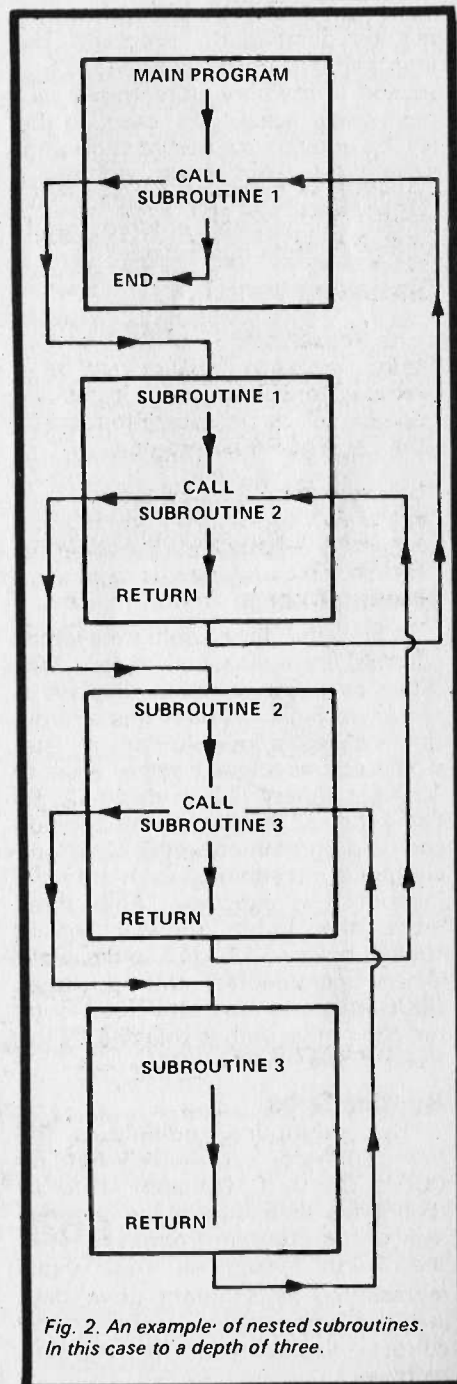 MAIN PROGRAM
CALL
SUBROUTINE 1
END
SUBROUTINE 1
CALL
SUBROUTINE 2
RETURN
SUBROUTINE 2
CALL
SUBROUTINE 3
RETURN
SUBROUTINE 3
RETURN
Fig. 2. An example of nested subroutines.
In this case to a depth of three.